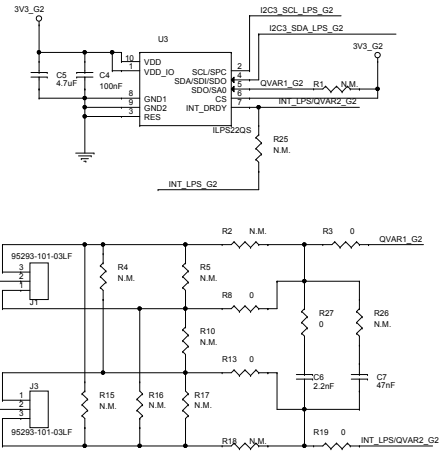 I2C3_SCL_LPS_G2
3V3_G2
I2C3_SDA_LPS_G2
U3
3V3_G2
10 VDD
1 VDD_IO
SCL/SPC 2
SDA/SDI/SDO 4
SDO/SA0 5
CS 6
INT_DRDY 7
8 GND1
9 GND2
3 RES
ILPS22QS
C5
4.7uF
C4
100nF
QVAR1_G2
R1 N.M.
INT_LPS/QVAR2_G2
R25
N.M.
INT_LPS_G2
R2 N.M.
R3 0
QVAR1_G2
95293-101-03LF
3
2
1
J1
R4
N.M.
R5
N.M.
R8 0
R27
0
R26
N.M.
R10
N.M.
R13 0
C6
2.2nF
C7
47nF
J3
1
2
3
95293-101-03LF
R15
N.M.
R16
N.M.
R17
N.M.
R18 N.M.
R19 0
INT_LPS/QVAR2_G2